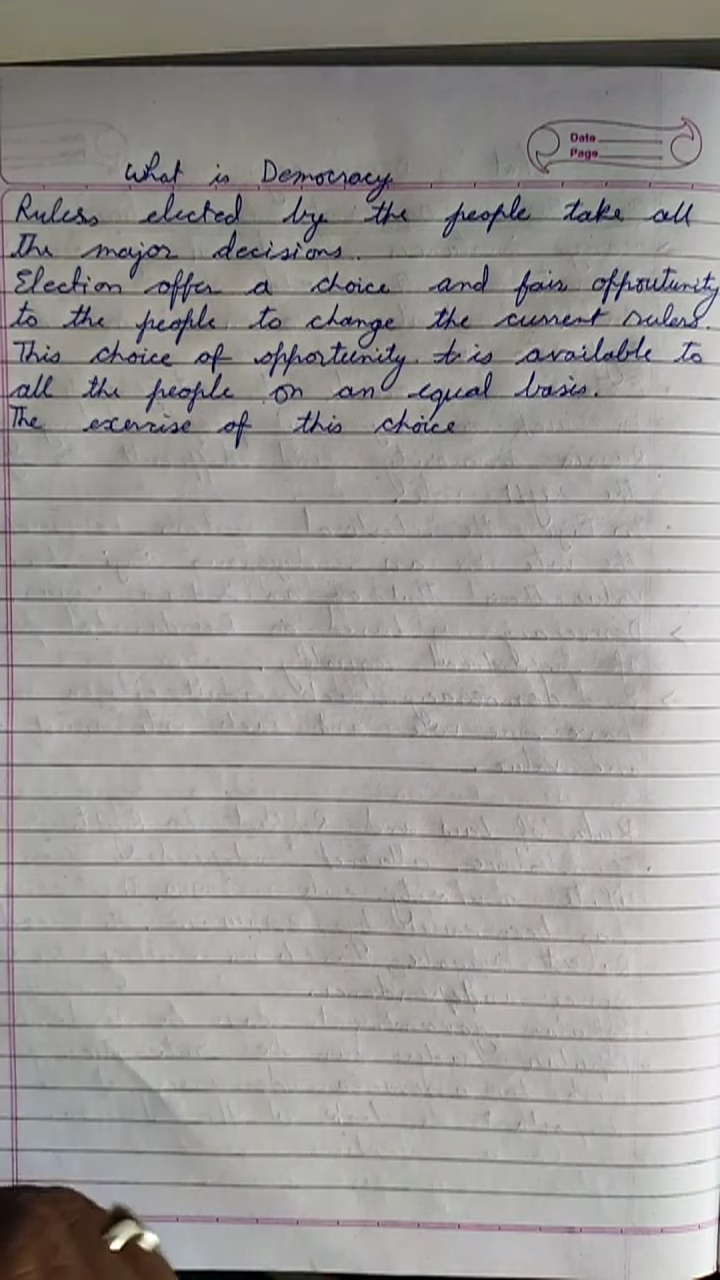 Date
Page
What is Democracy
Rulers elected by the people take all
the major decisions.
Election offer a choice and fair opportunity
to the people to change the current rulers.
This choice of opportunity is available to
all the people on an equal basis.
The exercise of this choice